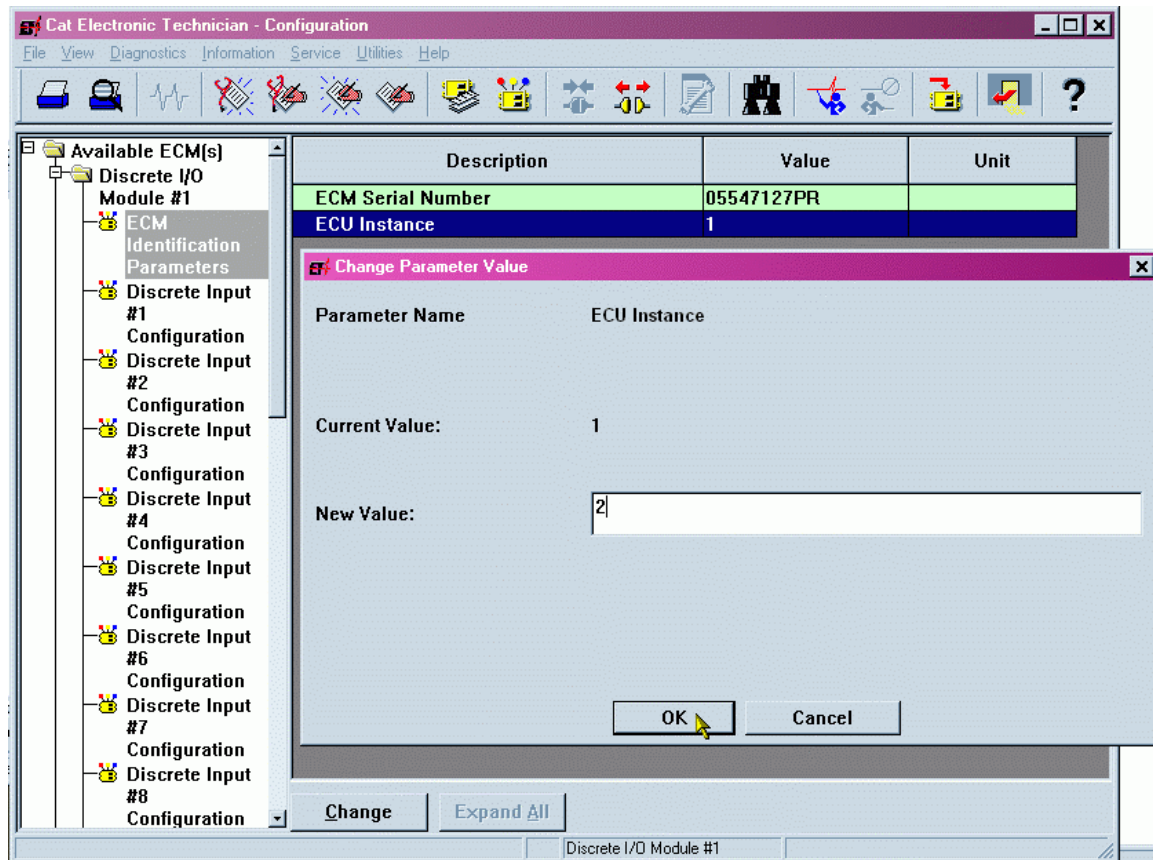 Cat Electronic Technician - Configuration
File View Diagnostics Information Service Utilities Help
Available ECM(s)
Discrete I/O
Module #1
ECM
Identification
Parameters
Discrete Input
#1
Configuration
Discrete Input
#2
Configuration
Discrete Input
#3
Configuration
Discrete Input
#4
Configuration
Discrete Input
#5
Configuration
Discrete Input
#6
Configuration
Discrete Input
#7
Configuration
Discrete Input
#8
Configuration
Description Value Unit
ECM Serial Number 05547127PR
ECU Instance 1
ET Change Parameter Value
Parameter Name ECU Instance
Current Value: 1
New Value: 2
OK Cancel
Change Expand All
Discrete I/O Module #1